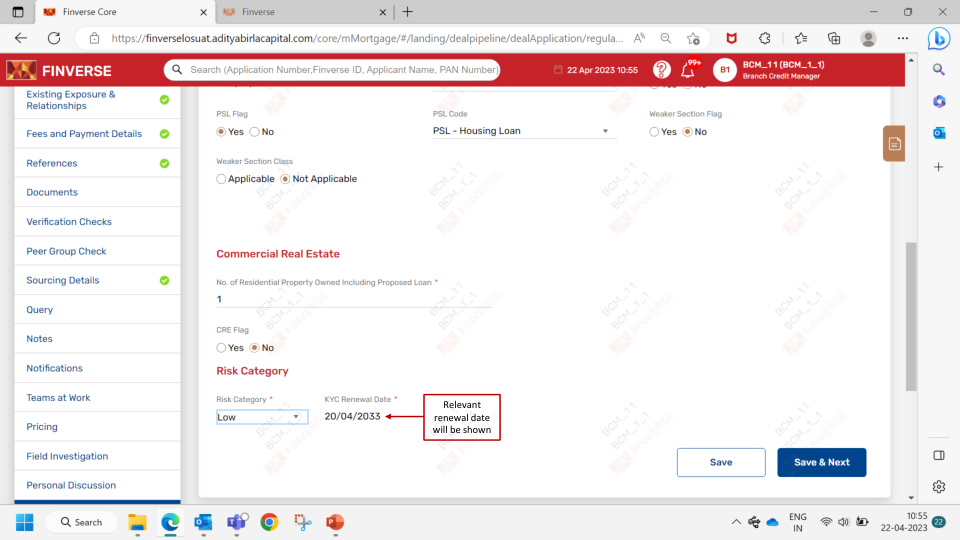 Finverse Core
Finverse
https://finverselosuat.adityabirlacapital.com/core/mMortgage/#/landing/dealpipeline/dealApplication/regula...
FINVERSE
Search (Application Number,Finverse ID, Applicant Name, PAN Number)
22 Apr 2023 10:55
99+
B1
BCM_11 (BCM_1_1)
Branch Credit Manager
Existing Exposure &
Relationships
Fees and Payment Details
References
Documents
Verification Checks
Peer Group Check
Sourcing Details
Query
Notes
Notifications
Teams at Work
Pricing
Field Investigation
Personal Discussion
PSL Flag
Yes No
PSL Code
PSL - Housing Loan
Weaker Section Flag
Yes No
Weaker Section Class
Applicable Not Applicable
Commercial Real Estate
No. of Residential Property Owned Including Proposed Loan *
1
CRE Flag
Yes No
Risk Category
Risk Category *
Low
KYC Renewal Date *
20/04/2033
Relevant
renewal date
will be shown
Save
Save & Next
BCM_11
BCM_1_1
FINVERSE
Search
ENG
IN
10:55
22-04-2023
22